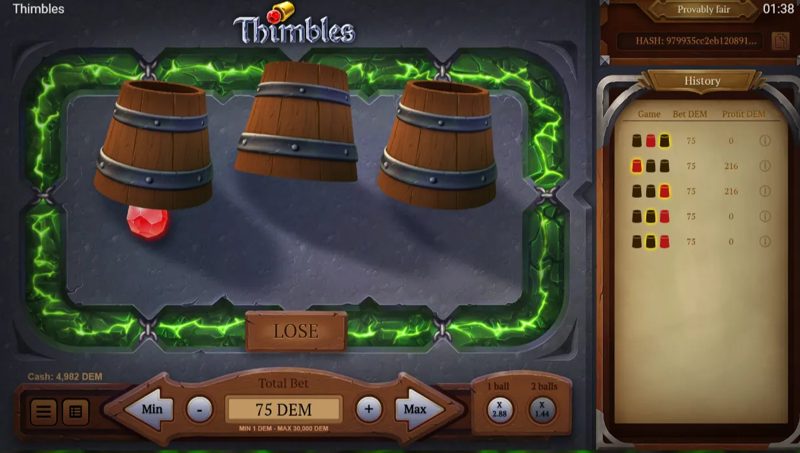 Thimbles
Thimbles
Provably fair
01:38
HASH: 979935cc2eb120891...
History
Game Bet DEM Profit DEM
75 0
75 216
75 216
75 0
75 0
LOSE
Cash: 4,982 DEM
Total Bet
1 ball 2 balls
Min - 75 DEM + Max
X 2.88
X 1.44
MIN 1 DEM - MAX 30,000 DEM